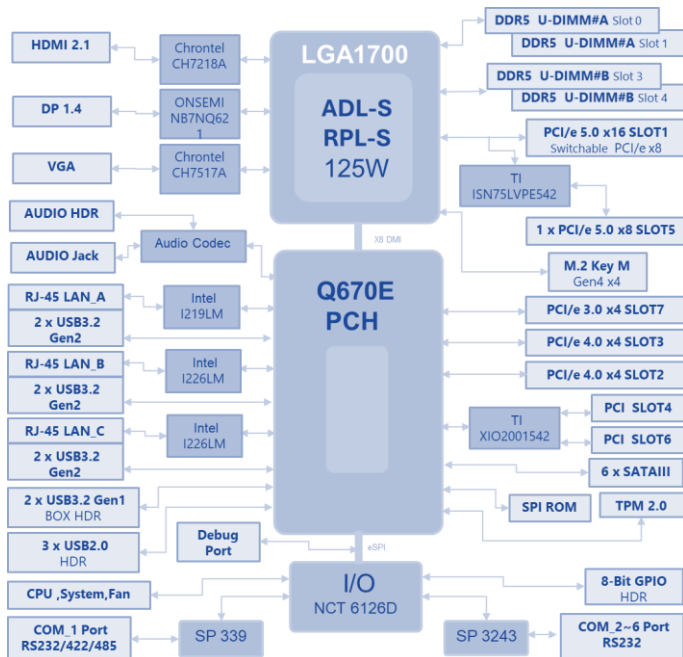 HDMI 2.1
Chrontel
CH7218A
DP 1.4
ONSEMI
NB7NQ62
1
VGA
Chrontel
CH7517A
AUDIO HDR
AUDIO Jack
Audio Codec
RJ-45 LAN_A
2 x USB3.2
Gen2
Intel
I219LM
RJ-45 LAN_B
2 x USB3.2
Gen2
Intel
I226LM
RJ-45 LAN_C
2 x USB3.2
Gen2
Intel
I226LM
2 x USB3.2 Gen1
BOX HDR
3 x USB2.0
HDR
Debug
Port
CPU ,System,Fan
COM_1 Port
RS232/422/485
SP 339
LGA1700
ADL-S
RPL-S
125W
X8 DMI
Q670E
PCH
eSPI
I/O
NCT 6126D
DDR5 U-DIMM#A Slot 0
DDR5 U-DIMM#A Slot 1
DDR5 U-DIMM#B Slot 3
DDR5 U-DIMM#B Slot 4
PCI/e 5.0 x16 SLOT1
Switchable PCI/e x8
TI
ISN75LVPE542
1 x PCI/e 5.0 x8 SLOT5
M.2 Key M
Gen4 x4
PCI/e 3.0 x4 SLOT7
PCI/e 4.0 x4 SLOT3
PCI/e 4.0 x4 SLOT2
TI
XIO2001542
PCI SLOT4
PCI SLOT6
6 x SATAIII
SPI ROM
TPM 2.0
8-Bit GPIO
HDR
SP 3243
COM_2~6 Port
RS232